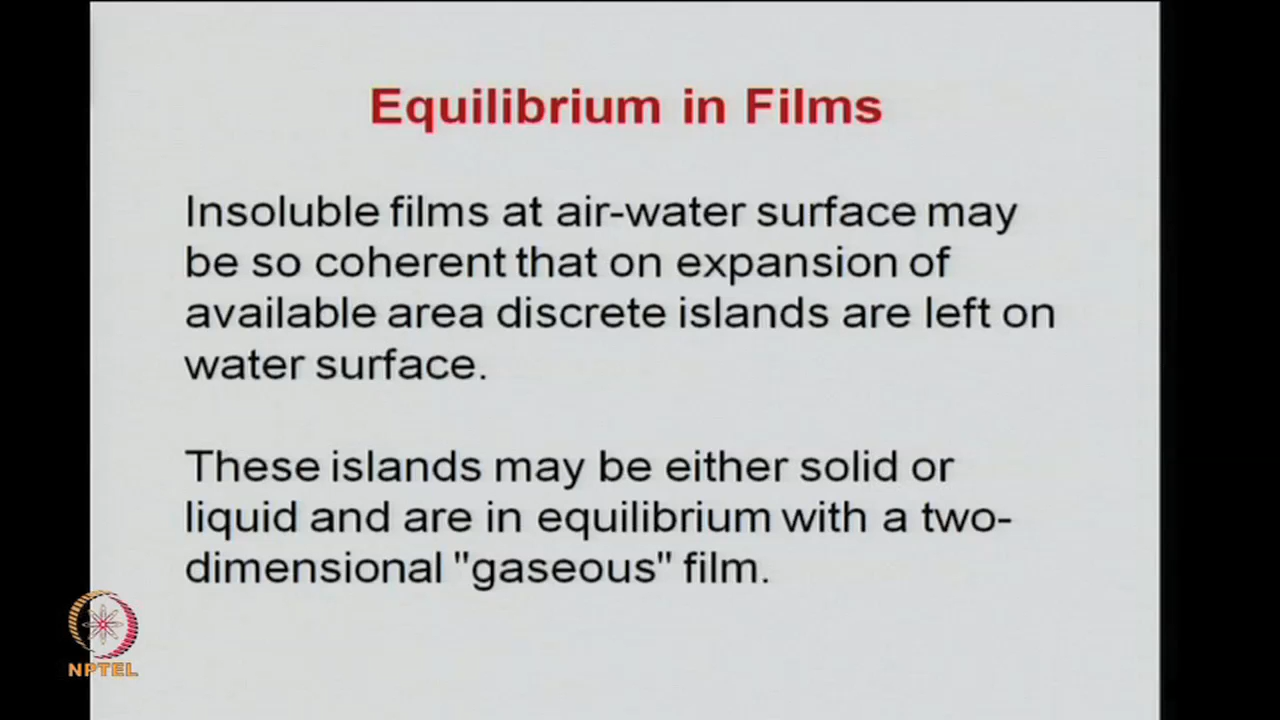 Equilibrium in Films
Insoluble films at air-water surface may
be so coherent that on expansion of
available area discrete islands are left on
water surface.
These islands may be either solid or
liquid and are in equilibrium with a two-
dimensional "gaseous" film.
NPTEL